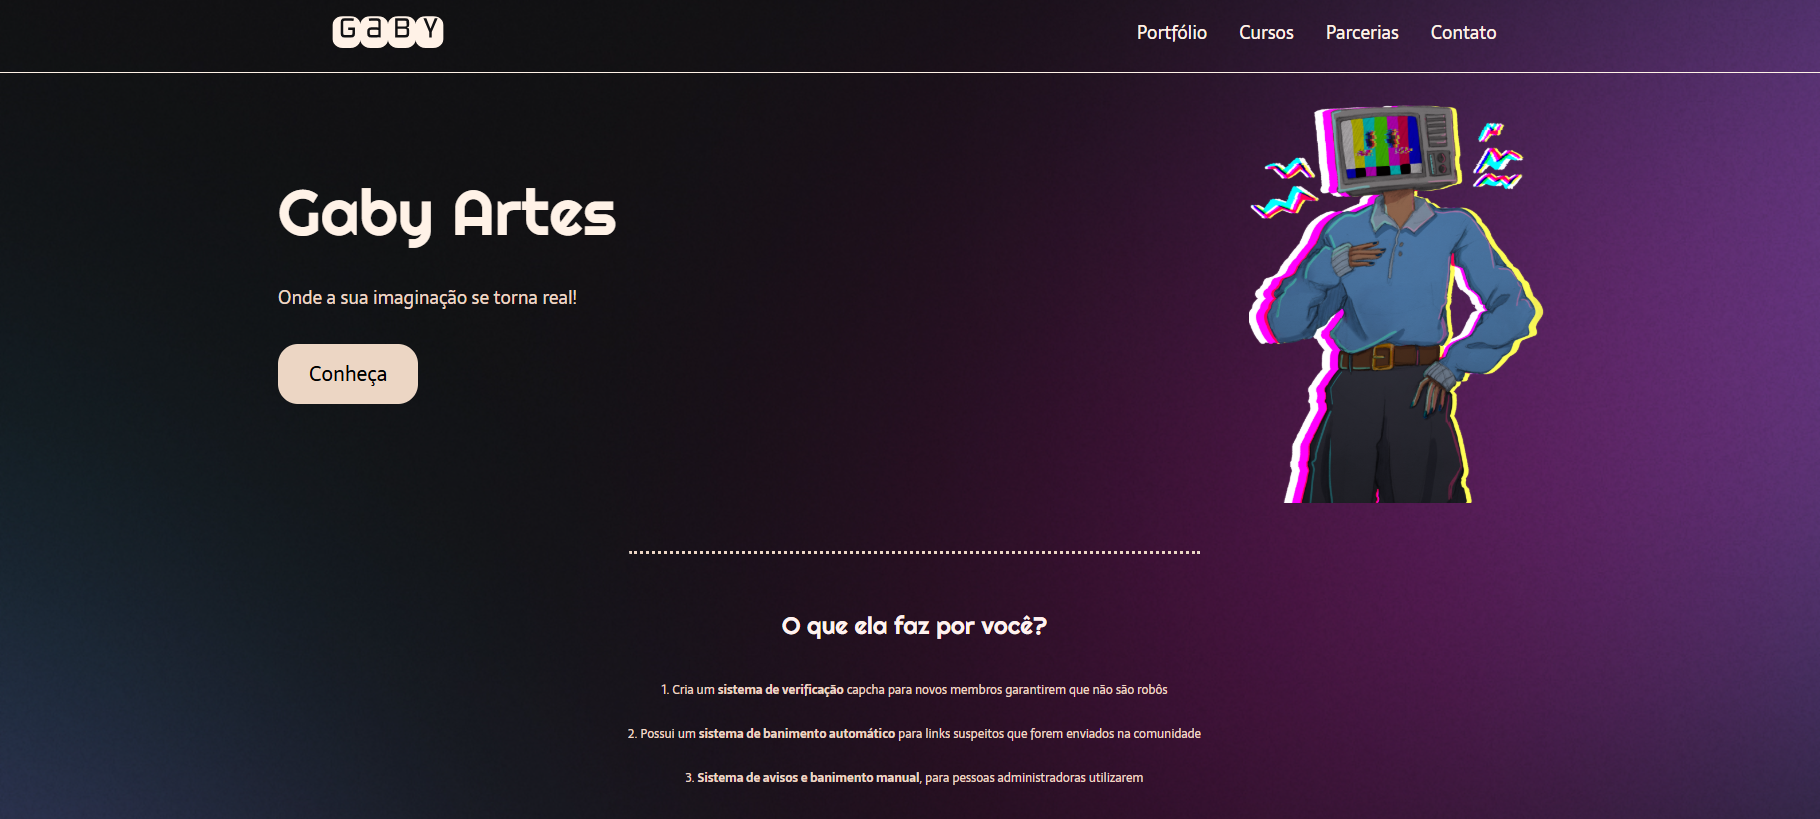 GaBY
Portfólio Cursos Parcerias Contato
Gaby Artes
Onde a sua imaginação se torna real!
Conheça
O que ela faz por você?
1. Cria um sistema de verificação capcha para novos membros garantirem que não são robôs
2. Possui um sistema de banimento automático para links suspeitos que forem enviados na comunidade
3. Sistema de avisos e banimento manual, para pessoas administradoras utilizarem